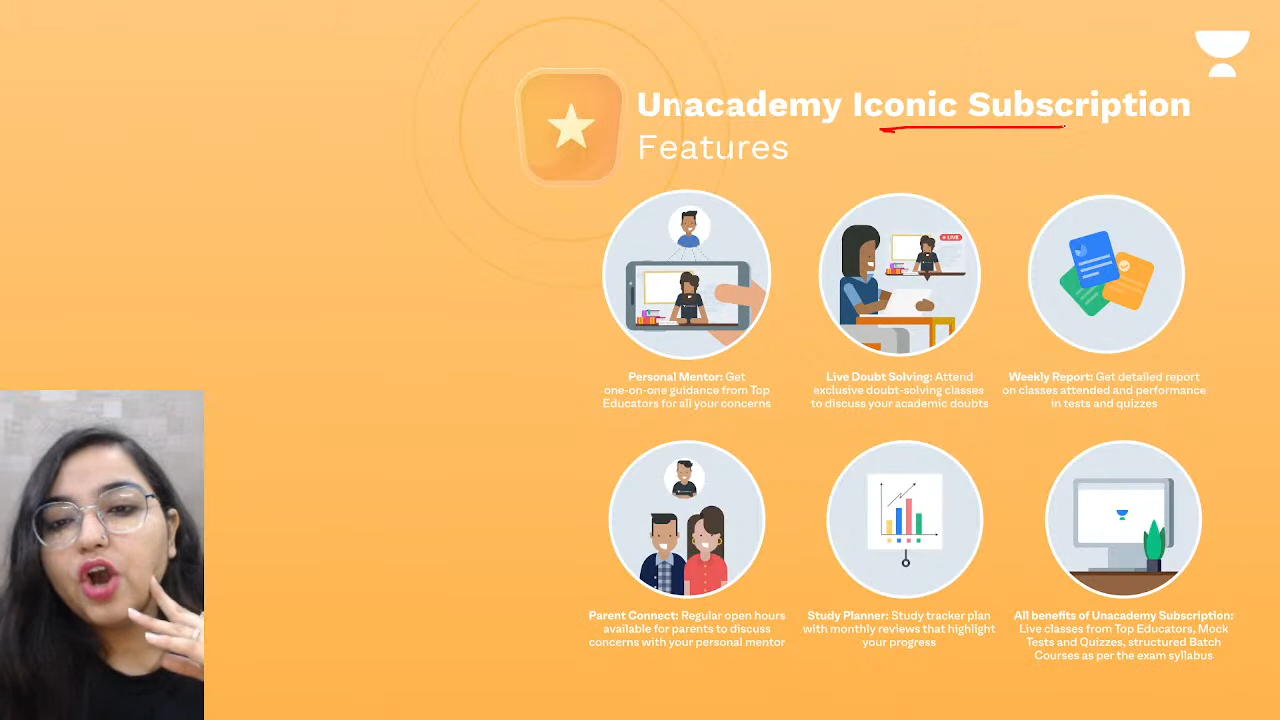 Unacademy Iconic Subscription
Features
LIVE
Personal Mentor: Get
one-on-one guidance from Top
Educators for all your concerns
Live Doubt Solving: Attend
exclusive doubt-solving classes
to discuss your academic doubts
Weekly Report: Get detailed report
on classes attended and performance
in tests and quizzes
Parent Connect: Regular open hours
available for parents to discuss
concerns with your personal mentor
Study Planner: Study tracker plan
with monthly reviews that highlight
your progress
All benefits of Unacademy Subscription:
Live classes from Top Educators, Mock
Tests and Quizzes, structured Batch
Courses as per the exam syllabus